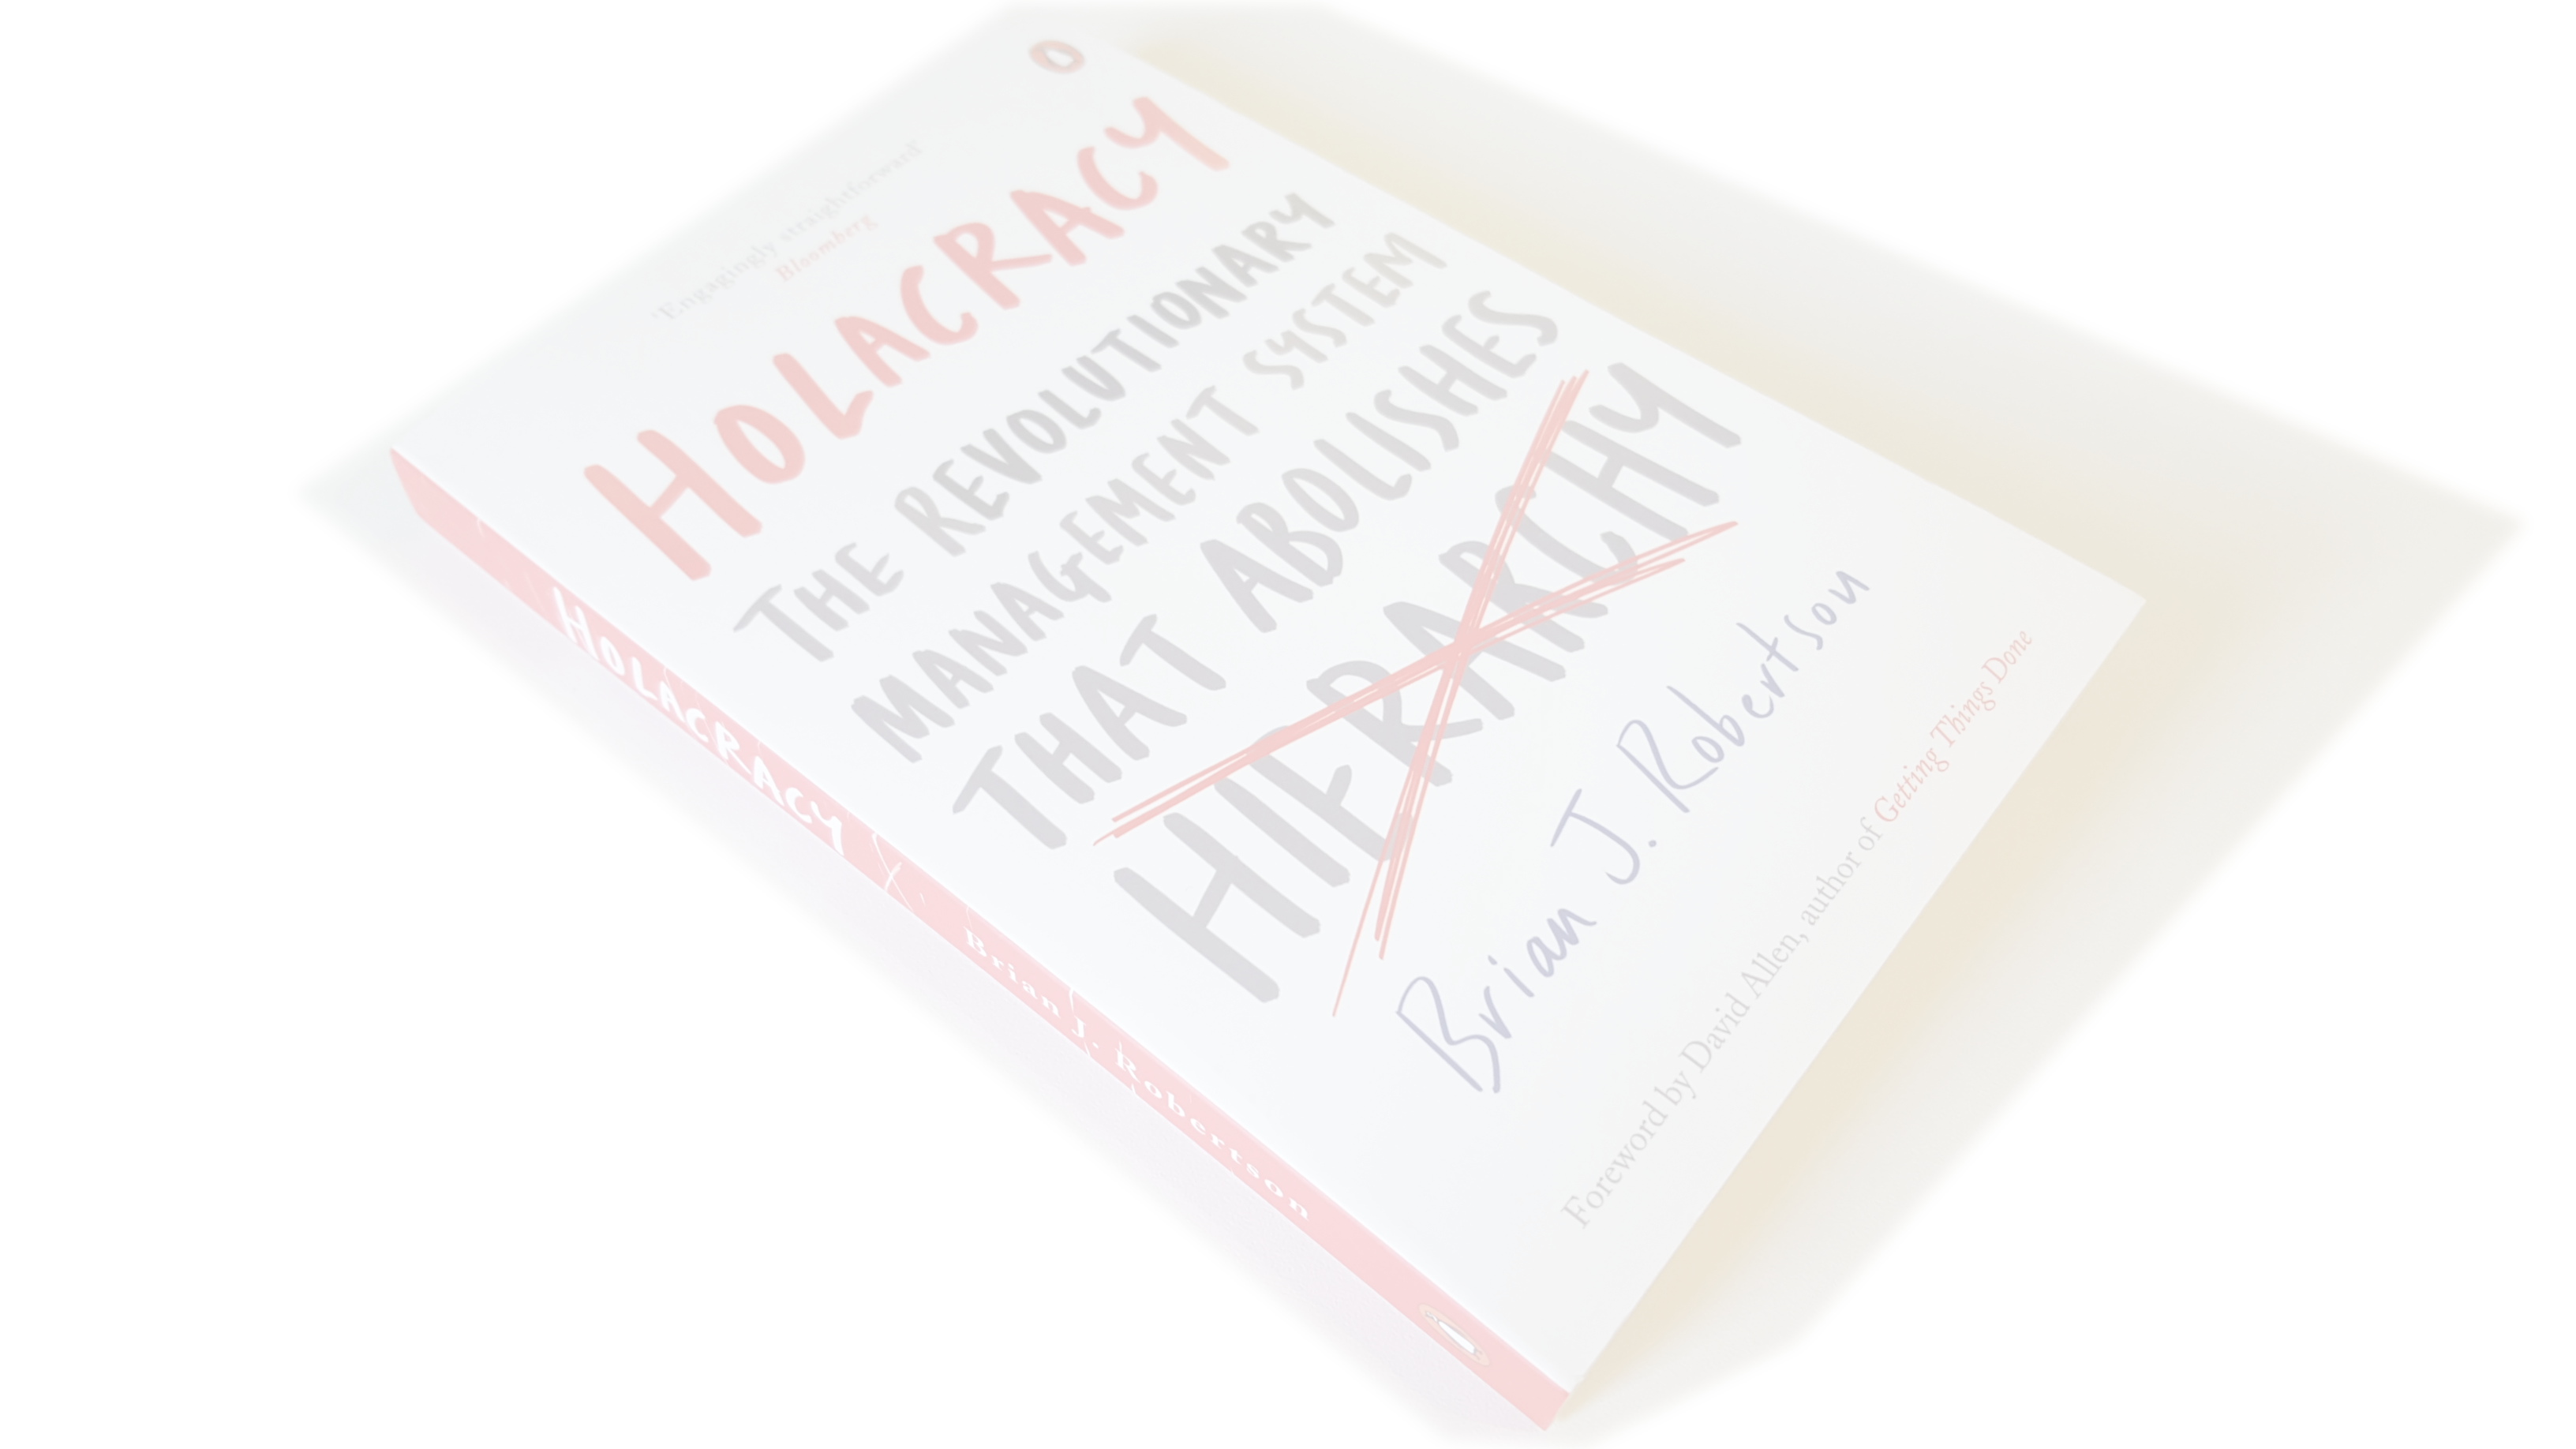 'Engagingly straightforward'
Bloomberg
HOLACRACY
THE REVOLUTIONARY
MANAGEMENT SYSTEM
THAT ABOLISHES
HIERARCHY
Brian J. Robertson
Foreword by David Allen, author of Getting Things Done
HOLACRACY
Brian J. Robertson